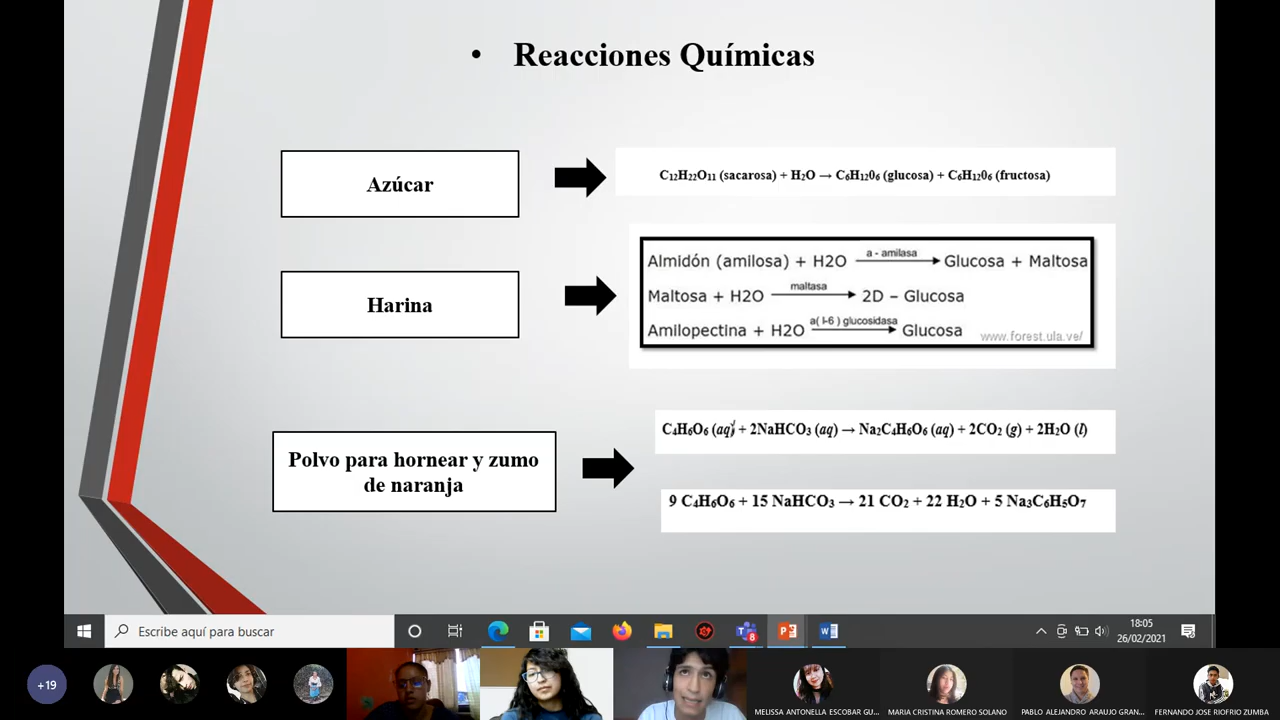 • Reacciones Químicas
Azúcar
C₁₂H₂₂O₁₁ (sacarosa) + H₂O → C₆H₁₂0₆ (glucosa) + C₆H₁₂0₆ (fructosa)
Harina
Almidón (amilosa) + H2O a - amilasa → Glucosa + Maltosa
Maltosa + H2O maltasa → 2D – Glucosa
Amilopectina + H2O a( l-6 ) glucosidasa → Glucosa
www.forest.ula.ve/
Polvo para hornear y zumo
de naranja
C₄H₆O₆ (aq) + 2NaHCO₃ (aq) → Na₂C₄H₆O₆ (aq) + 2CO₂ (g) + 2H₂O (l)
9 C₄H₆O₆ + 15 NaHCO₃ → 21 CO₂ + 22 H₂O + 5 Na₃C₆H₅O₇
Escribe aquí para buscar
18:05
26/02/2021
+19
MELISSA ANTONELLA ESCOBAR GU...
MARIA CRISTINA ROMERO SOLANO
PABLO ALEJANDRO ARAUJO GRAN...
FERNANDO JOSE RIOFRIO ZUMBA